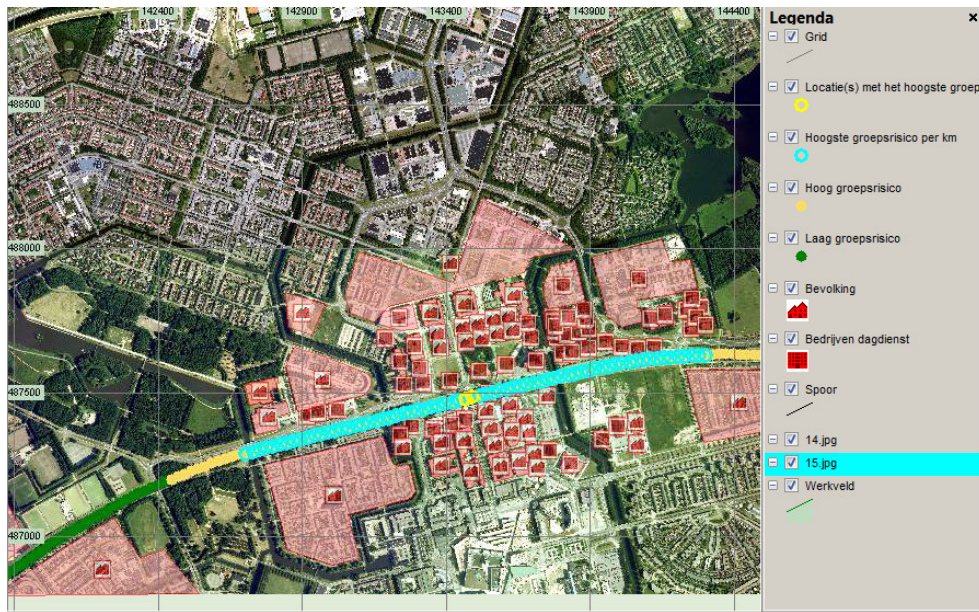 142400
142900
143400
143900
144400
488500
488000
487500
487000
Legenda
Grid
Locatie(s) met het hoogste groep
Hoogste groepsrisico per km
Hoog groepsrisico
Laag groepsrisico
Bevolking
Bedrijven dagdienst
Spoor
14.jpg
15.jpg
Werkveld